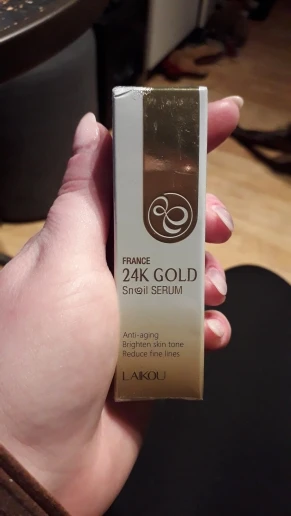 FRANCE
24K GOLD
Snail SERUM
Anti-aging
Brighten skin tone
Reduce fine lines
LAIKOU